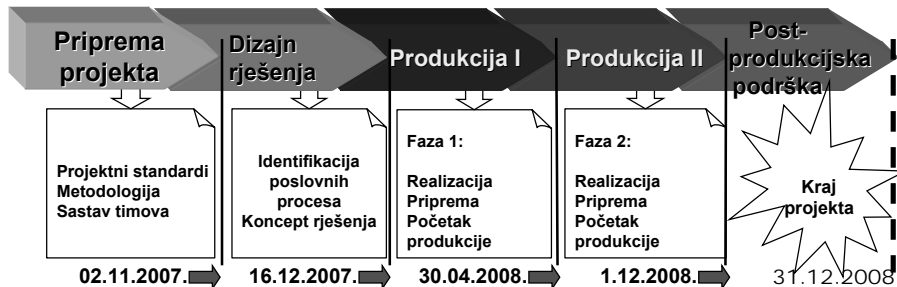 Priprema
projekta
Dizajn
rješenja
Produkcija I
Produkcija II
Post-
produkcijska
podrška
Projektni standardi
Metodologija
Sastav timova
Identifikacija
poslovnih
procesa
Koncept rješenja
Faza 1:
Realizacija
Priprema
Početak
produkcije
Faza 2:
Realizacija
Priprema
Početak
produkcije
Kraj
projekta
02.11.2007.
16.12.2007.
30.04.2008.
1.12.2008.
31.12.2008